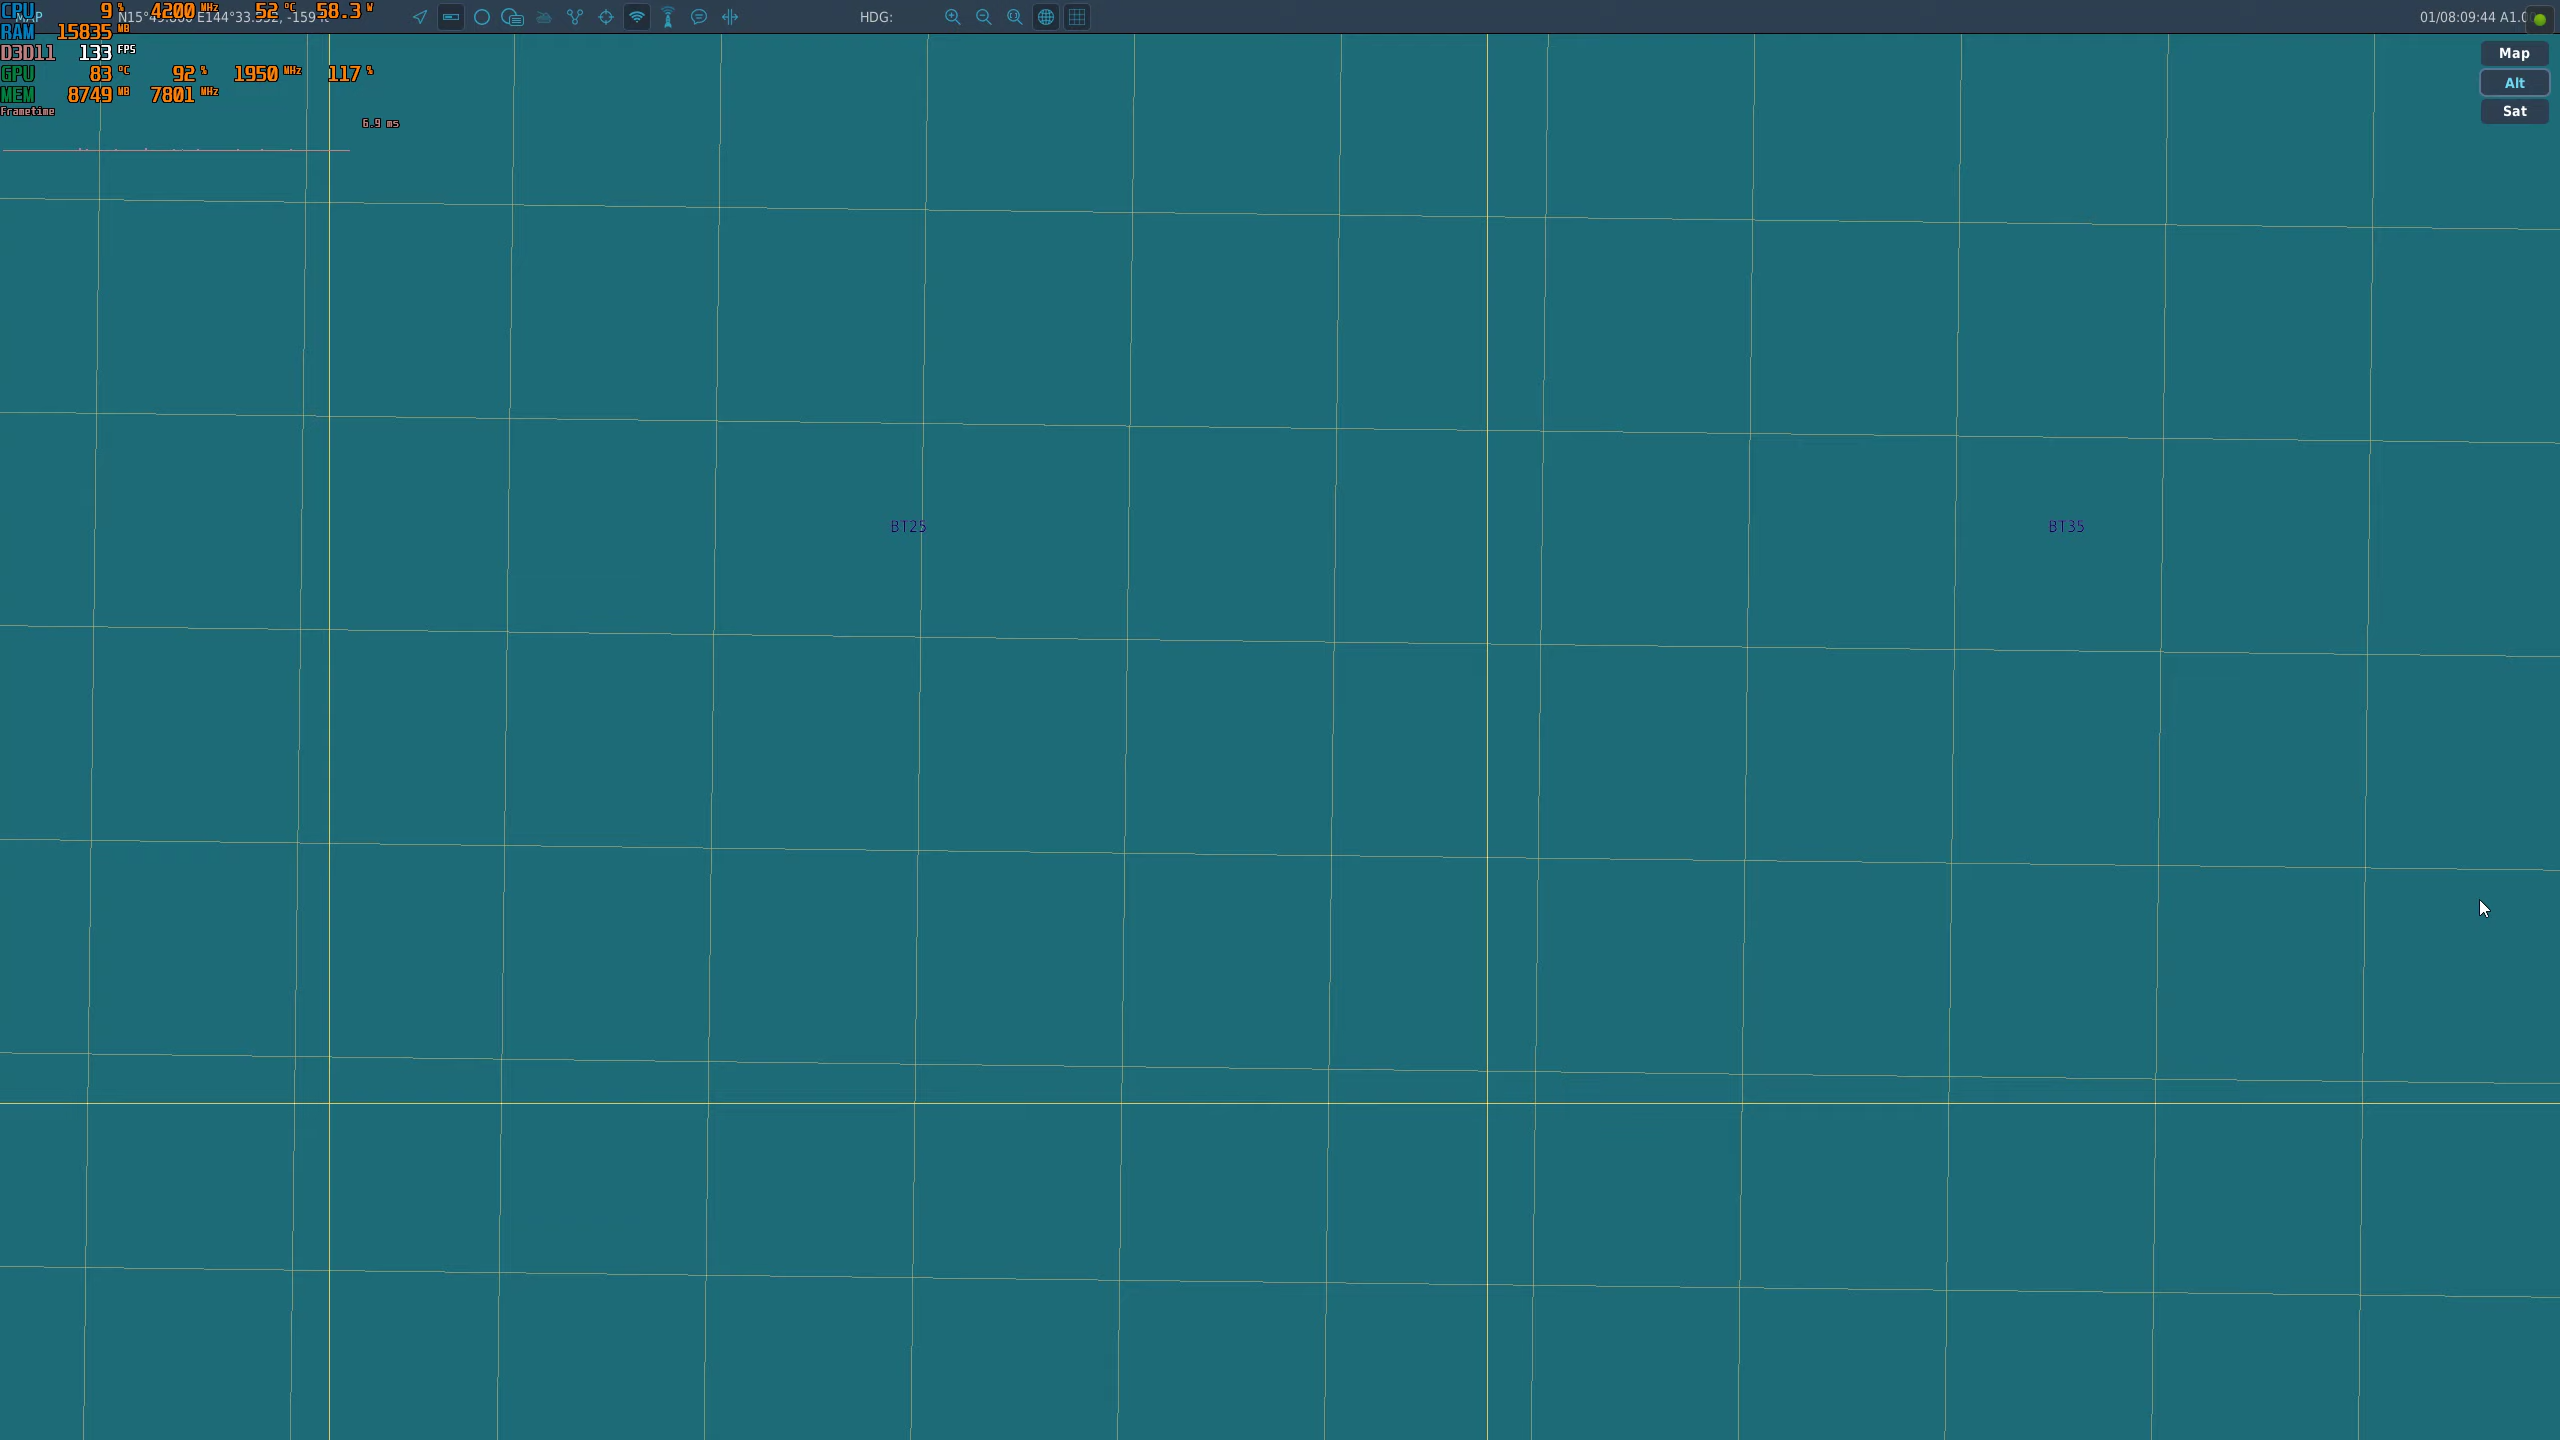 CPU 9 % 4200 MHz 52 °C 58.3 W
HDG:
01/08:09:44
RAM 15835 MB
D3D11 133 FPS
GPU 83 °C 92 % 1950 MHz 117 %
MEM 8749 MB 7801 MHz
Frametime
6.9 ms
Map
Alt
Sat
BT25
BT35